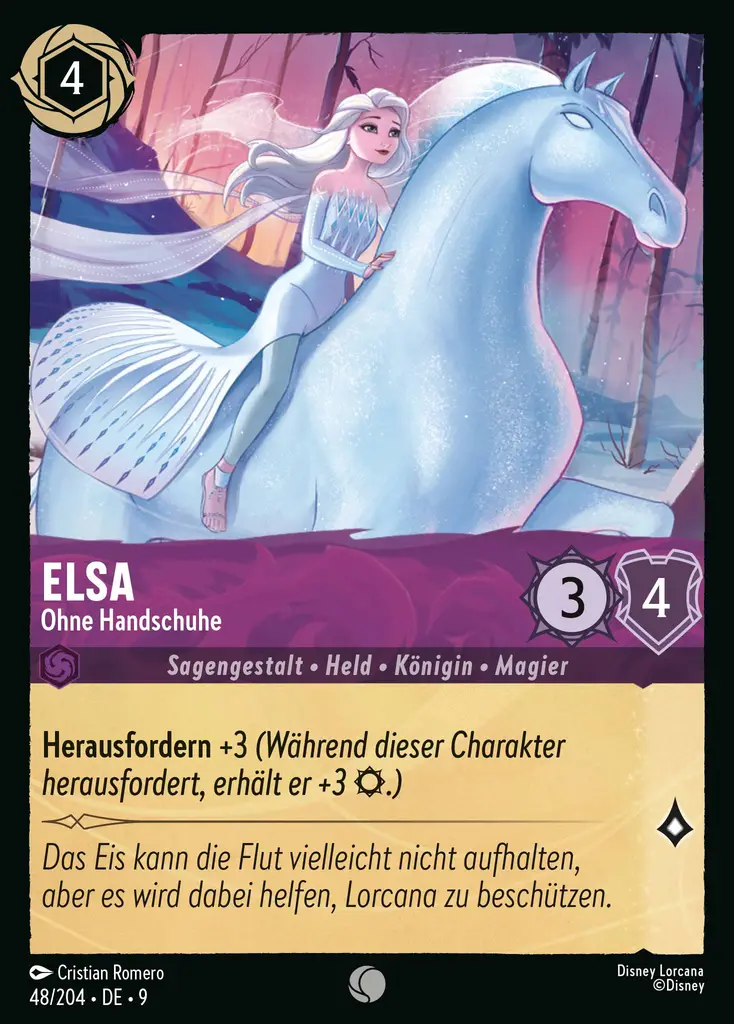 4
ELSA
Ohne Handschuhe
3
4
Sagengestalt • Held • Königin • Magier
Herausfordern +3 (Während dieser Charakter
herausfordert, erhält er +3 .)
Das Eis kann die Flut vielleicht nicht aufhalten,
aber es wird dabei helfen, Lorcana zu beschützen.
Cristian Romero
48/204 • DE • 9
Disney Lorcana
©Disney